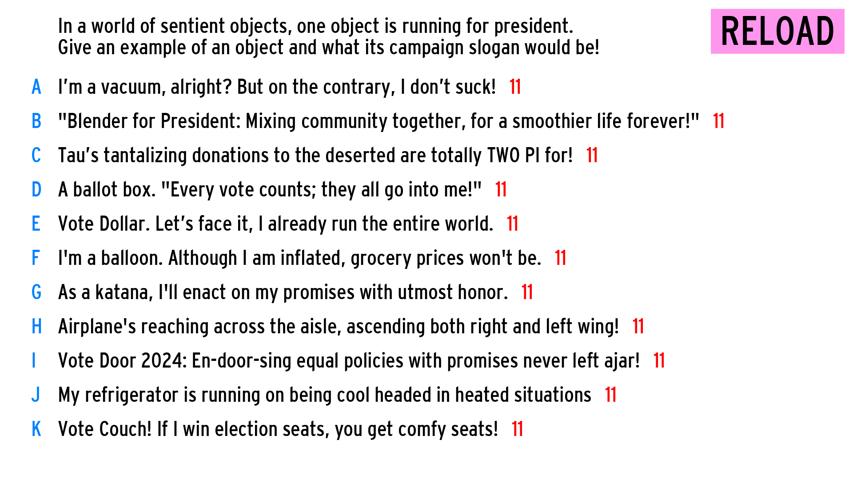 In a world of sentient objects, one object is running for president.
Give an example of an object and what its campaign slogan would be!
RELOAD
A I'm a vacuum, alright? But on the contrary, I don't suck! 11
B "Blender for President: Mixing community together, for a smoothier life forever!" 11
C Tau's tantalizing donations to the deserted are totally TWO PI for! 11
D A ballot box. "Every vote counts; they all go into me!" 11
E Vote Dollar. Let's face it, I already run the entire world. 11
F I'm a balloon. Although I am inflated, grocery prices won't be. 11
G As a katana, I'll enact on my promises with utmost honor. 11
H Airplane's reaching across the aisle, ascending both right and left wing! 11
I Vote Door 2024: En-door-sing equal policies with promises never left ajar! 11
J My refrigerator is running on being cool headed in heated situations 11
K Vote Couch! If I win election seats, you get comfy seats! 11